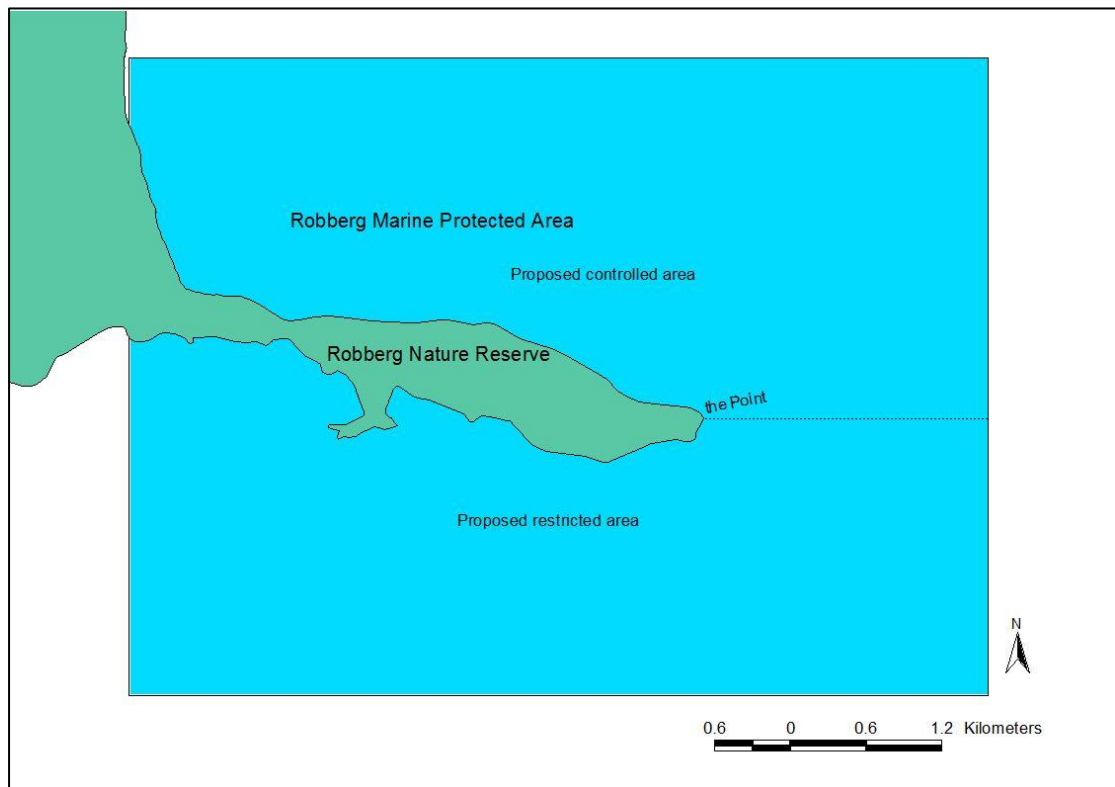 Robberg Marine Protected Area
Proposed controlled area
Robberg Nature Reserve
the Point
Proposed restricted area
N
0.6 0 0.6 1.2 Kilometers